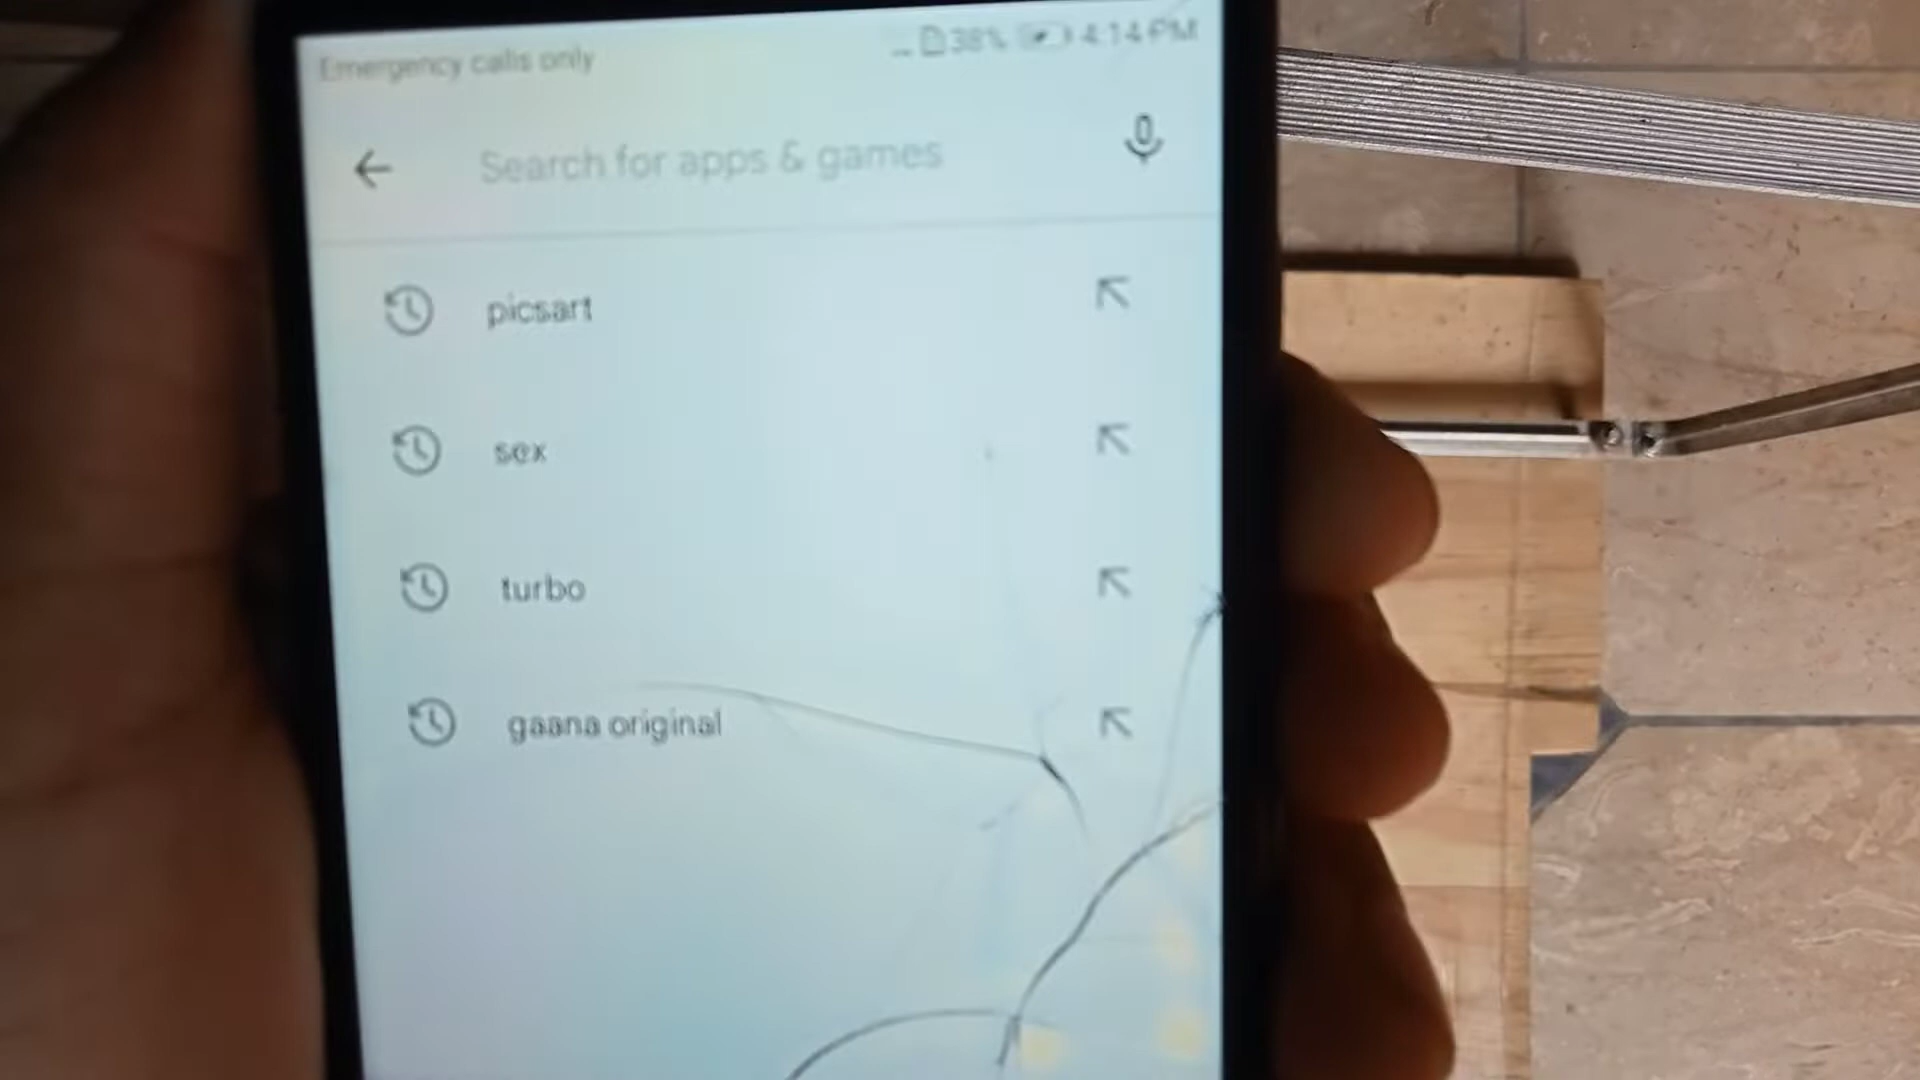 Emergency calls only
38% 4:14 PM
Search for apps & games
picsart
sex
turbo
gaana original